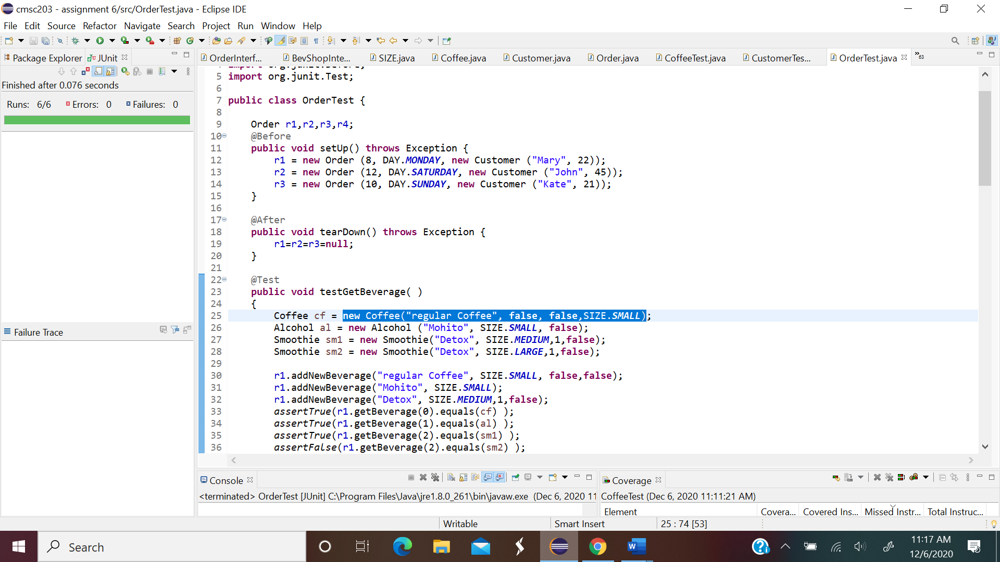 cmsc203 - assignment 6/src/OrderTest.java - Eclipse IDE
File Edit Source Refactor Navigate Search Project Run Window Help
Package Explorer JUnit
OrderInterf... BevShopInte... SIZE.java Coffee.java Customer.java Order.java CoffeeTest.java CustomerTes... OrderTest.java »63
Finished after 0.076 seconds
Runs: 6/6 Errors: 0 Failures: 0
Failure Trace
5 import org.junit.Test;
6
7 public class OrderTest {
8
9 Order r1,r2,r3,r4;
10 @Before
11 public void setUp() throws Exception {
12 r1 = new Order (8, DAY.MONDAY, new Customer ("Mary", 22));
13 r2 = new Order (12, DAY.SATURDAY, new Customer ("John", 45));
14 r3 = new Order (10, DAY.SUNDAY, new Customer ("Kate", 21));
15 }
16
17 @After
18 public void tearDown() throws Exception {
19 r1=r2=r3=null;
20 }
21
22 @Test
23 public void testGetBeverage( )
24 {
25 Coffee cf = new Coffee("regular Coffee", false, false,SIZE.SMALL);
26 Alcohol al = new Alcohol ("Mohito", SIZE.SMALL, false);
27 Smoothie sm1 = new Smoothie("Detox", SIZE.MEDIUM,1,false);
28 Smoothie sm2 = new Smoothie("Detox", SIZE.LARGE,1,false);
29
30 r1.addNewBeverage("regular Coffee", SIZE.SMALL, false,false);
31 r1.addNewBeverage("Mohito", SIZE.SMALL);
32 r1.addNewBeverage("Detox", SIZE.MEDIUM,1,false);
33 assertTrue(r1.getBeverage(0).equals(cf) );
34 assertTrue(r1.getBeverage(1).equals(al) );
35 assertTrue(r1.getBeverage(2).equals(sm1) );
36 assertFalse(r1.getBeverage(2).equals(sm2) );
Console
<terminated> OrderTest [JUnit] C:\Program Files\Java\jre1.8.0_261\bin\javaw.exe (Dec 6, 2020 11
Coverage
CoffeeTest (Dec 6, 2020 11:11:21 AM)
Element Covera... Covered Ins... Missed Instr... Total Instruc...
Writable Smart Insert 25 : 74 [53]
Search
11:17 AM
12/6/2020